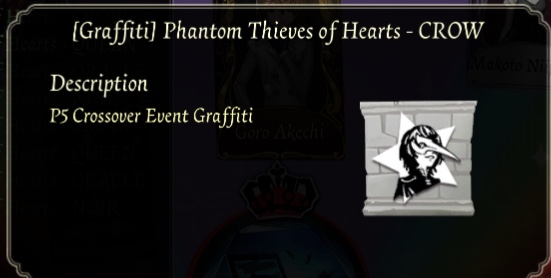 [Graffiti] Phantom Thieves of Hearts - CROW
Makoto Ni
Description
P5 Crossover Event Graffiti
Goro Akechi